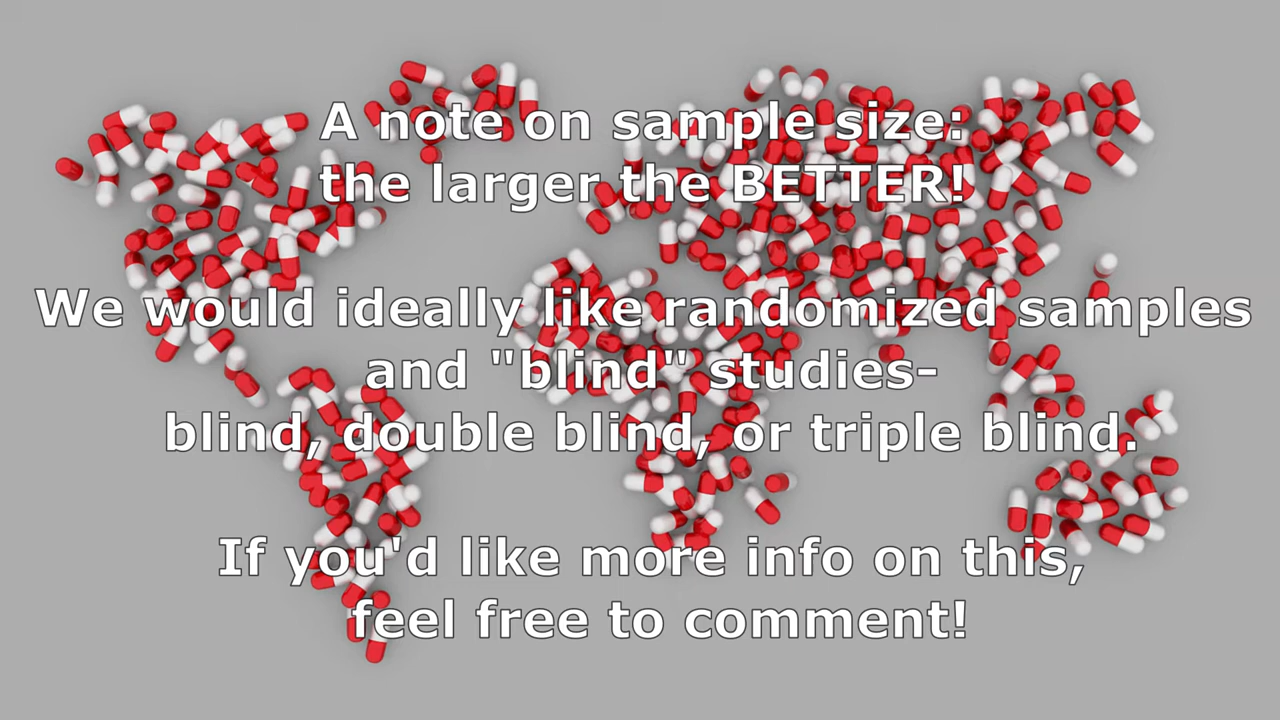 A note on sample size:
the larger the BETTER!
We would ideally like randomized samples
and "blind" studies-
blind, double blind, or triple blind.
If you'd like more info on this,
feel free to comment!